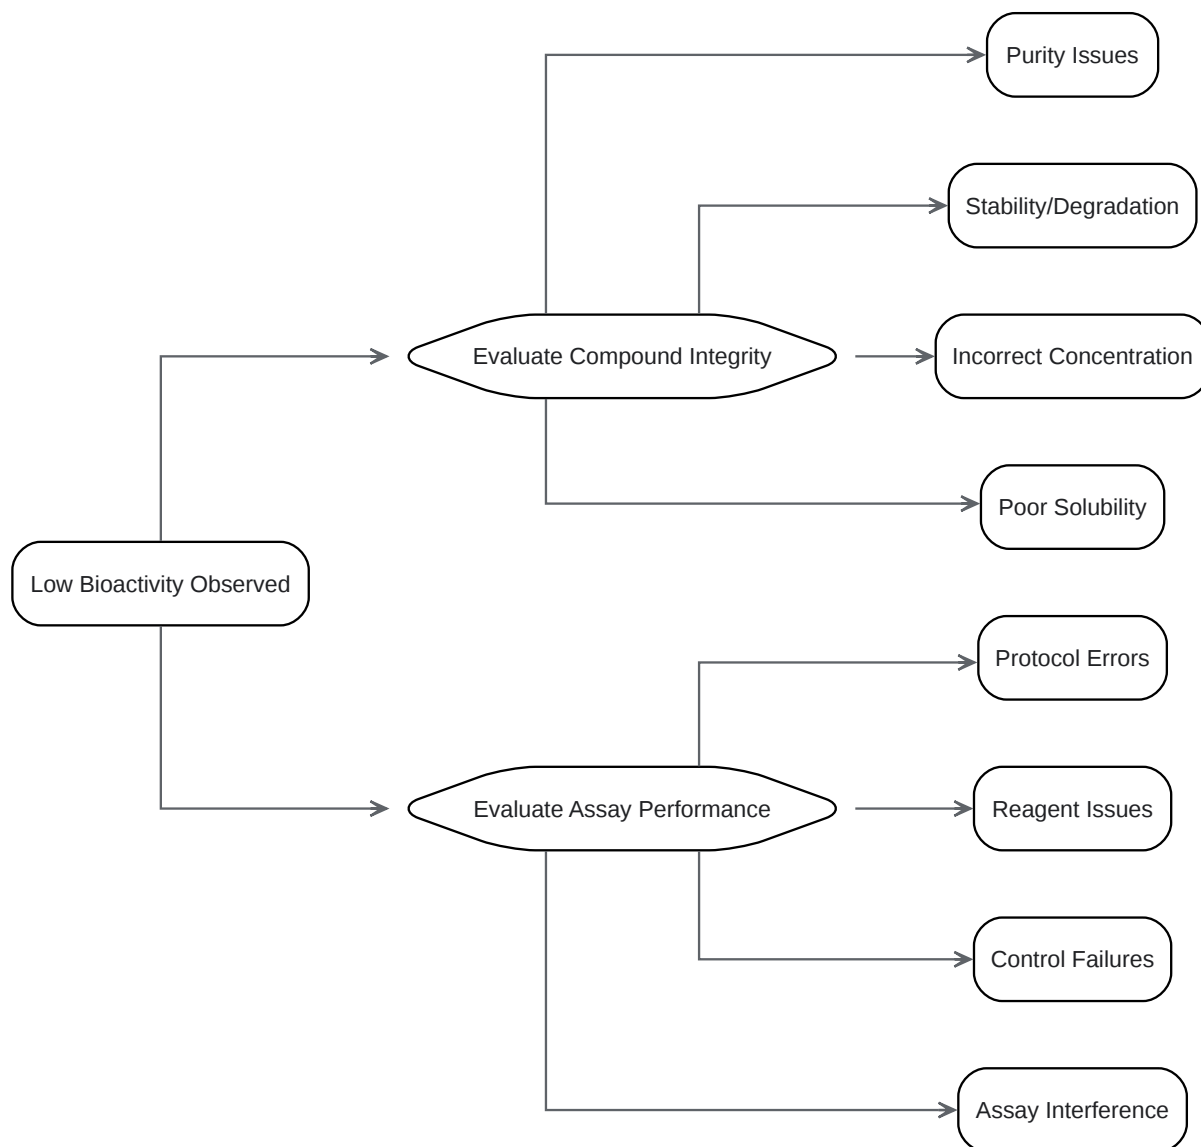 Purity Issues
Stability/Degradation
Evaluate Compound Integrity
Incorrect Concentration
Poor Solubility
Low Bioactivity Observed
Protocol Errors
Evaluate Assay Performance
Reagent Issues
Control Failures
Assay Interference